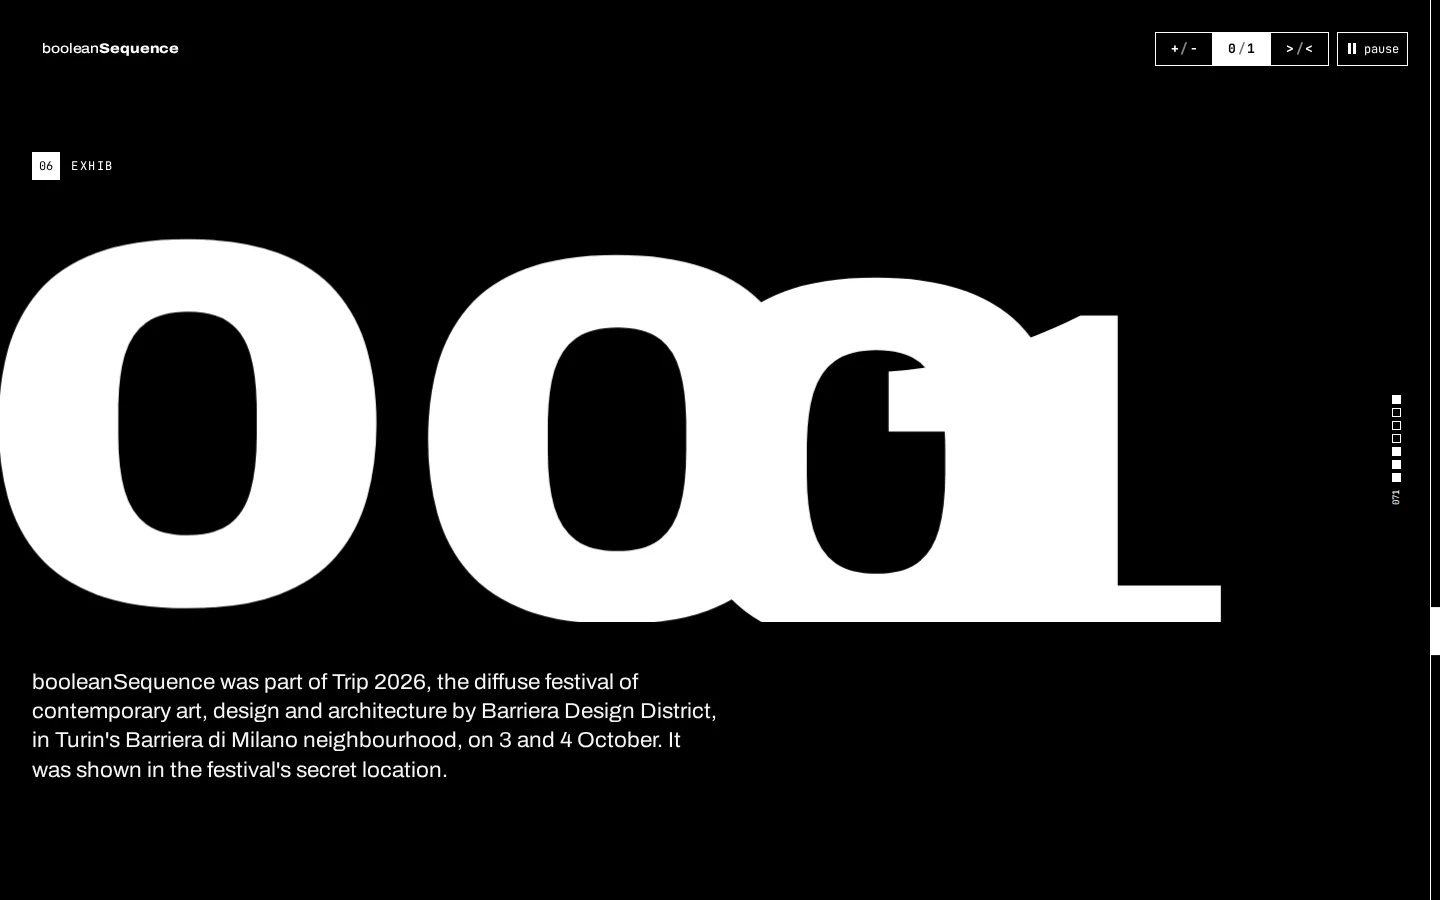 booleanSequence
+/- 0/1 >/< pause
06 EXHIB
0001
071
booleanSequence was part of Trip 2026, the diffuse festival of
contemporary art, design and architecture by Barriera Design District,
in Turin's Barriera di Milano neighbourhood, on 3 and 4 October. It
was shown in the festival's secret location.